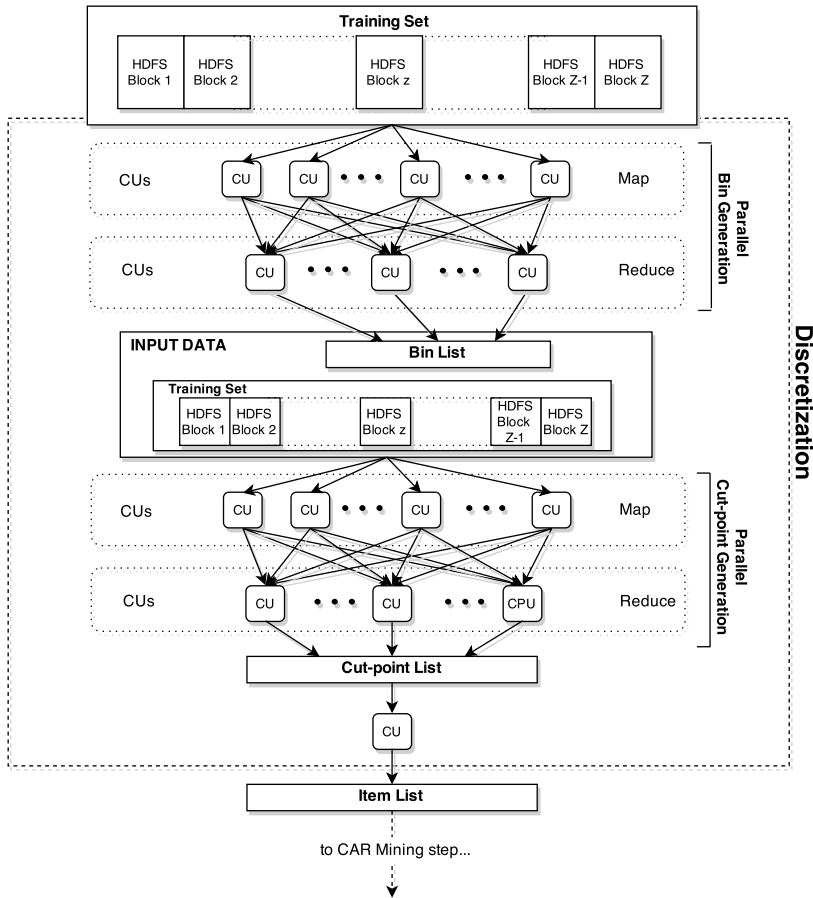 Training Set
HDFS
Block 1
HDFS
Block 2
HDFS
Block z
HDFS
Block Z-1
HDFS
Block Z
CUs
CU
CU
CU
CU
Map
Parallel
Bin Generation
CUs
CU
CU
CU
Reduce
INPUT DATA
Bin List
Training Set
HDFS
Block 1
HDFS
Block 2
HDFS
Block z
HDFS
Block
Z-1
HDFS
Block Z
Discretization
CUs
CU
CU
CU
CU
Map
Parallel
Cut-point Generation
CUs
CU
CU
CPU
Reduce
Cut-point List
CU
Item List
to CAR Mining step...